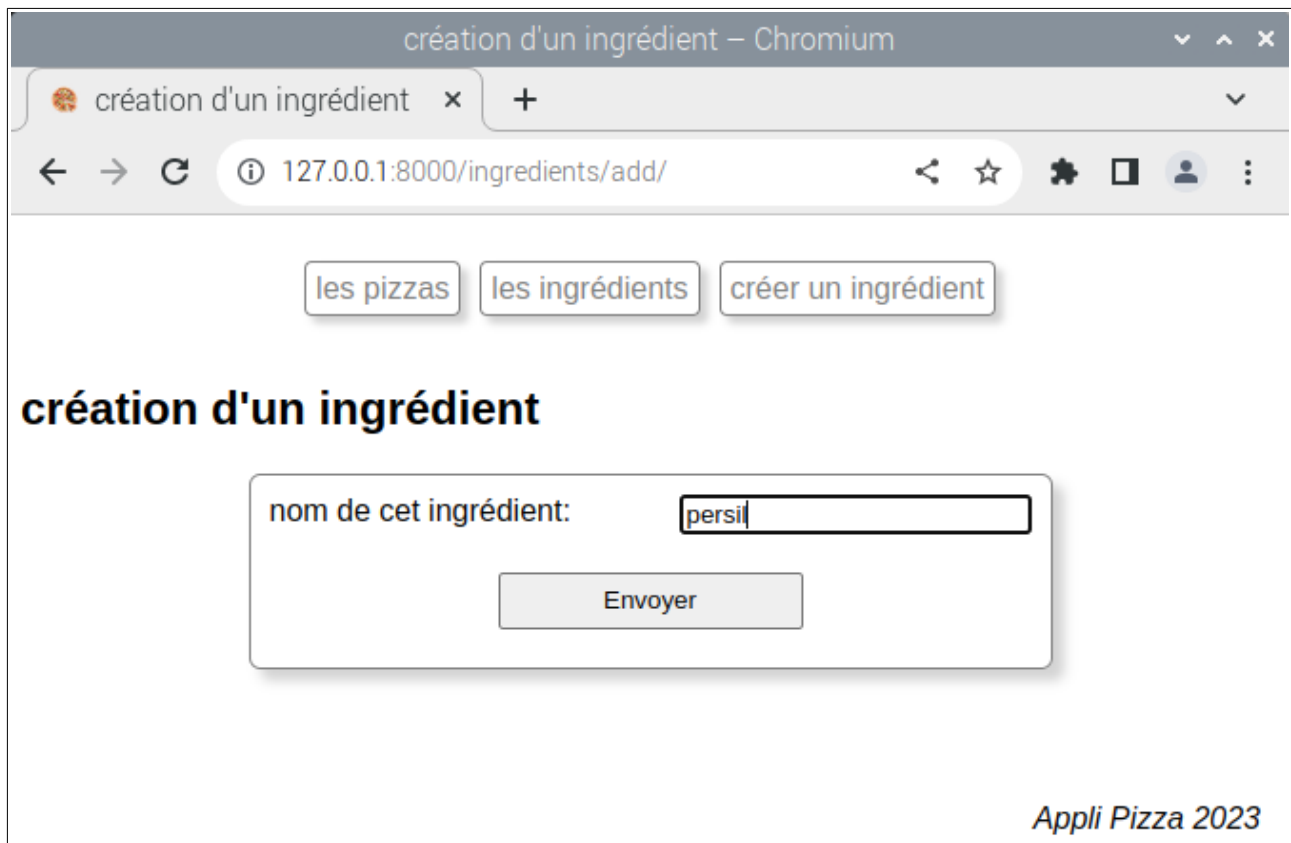 création d'un ingrédient – Chromium
création d'un ingrédient
127.0.0.1:8000/ingredients/add/
les pizzas les ingrédients créer un ingrédient
création d'un ingrédient
nom de cet ingrédient: persil
Envoyer
Appli Pizza 2023